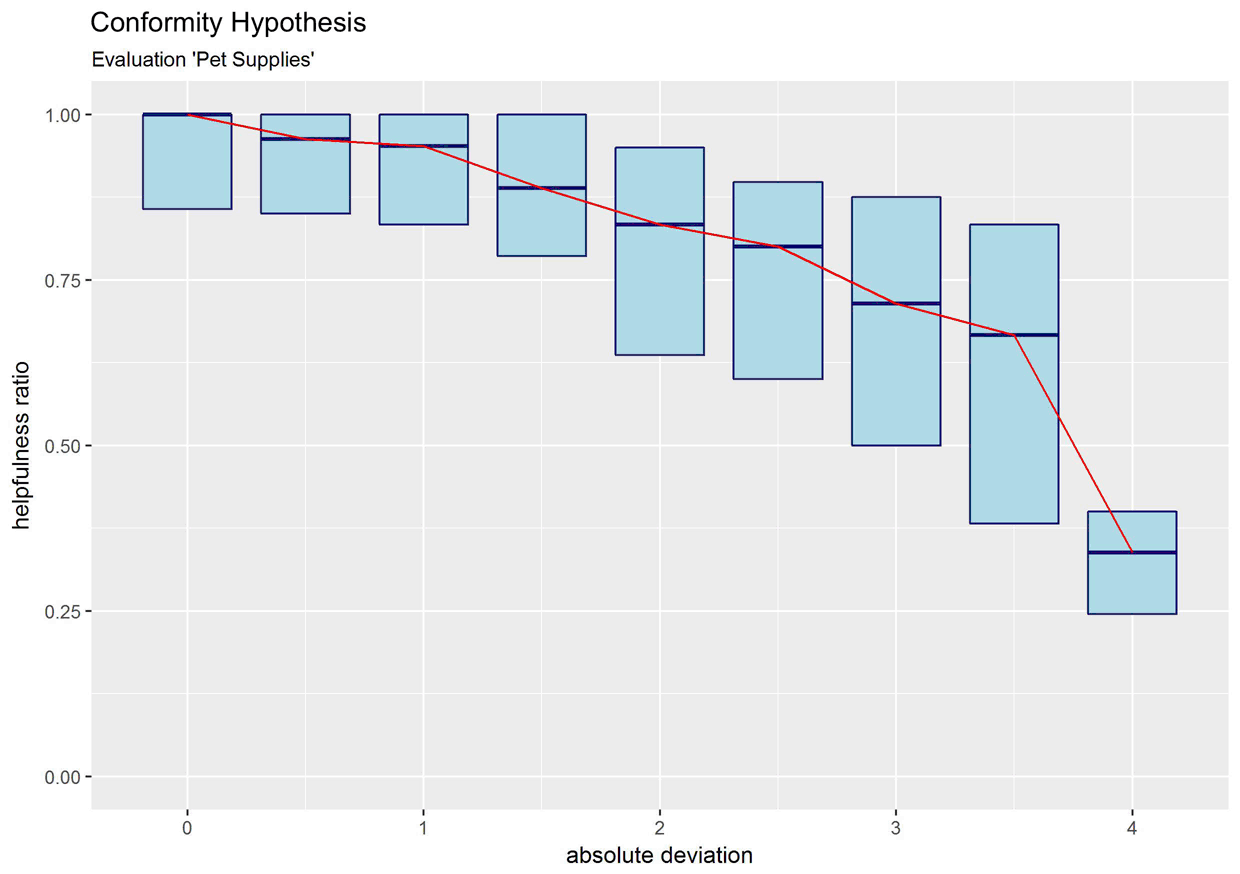 Conformity Hypothesis
Evaluation 'Pet Supplies'
1.00
0.75
0.50
0.25
0.00
helpfulness ratio
0 1 2 3 4
absolute deviation